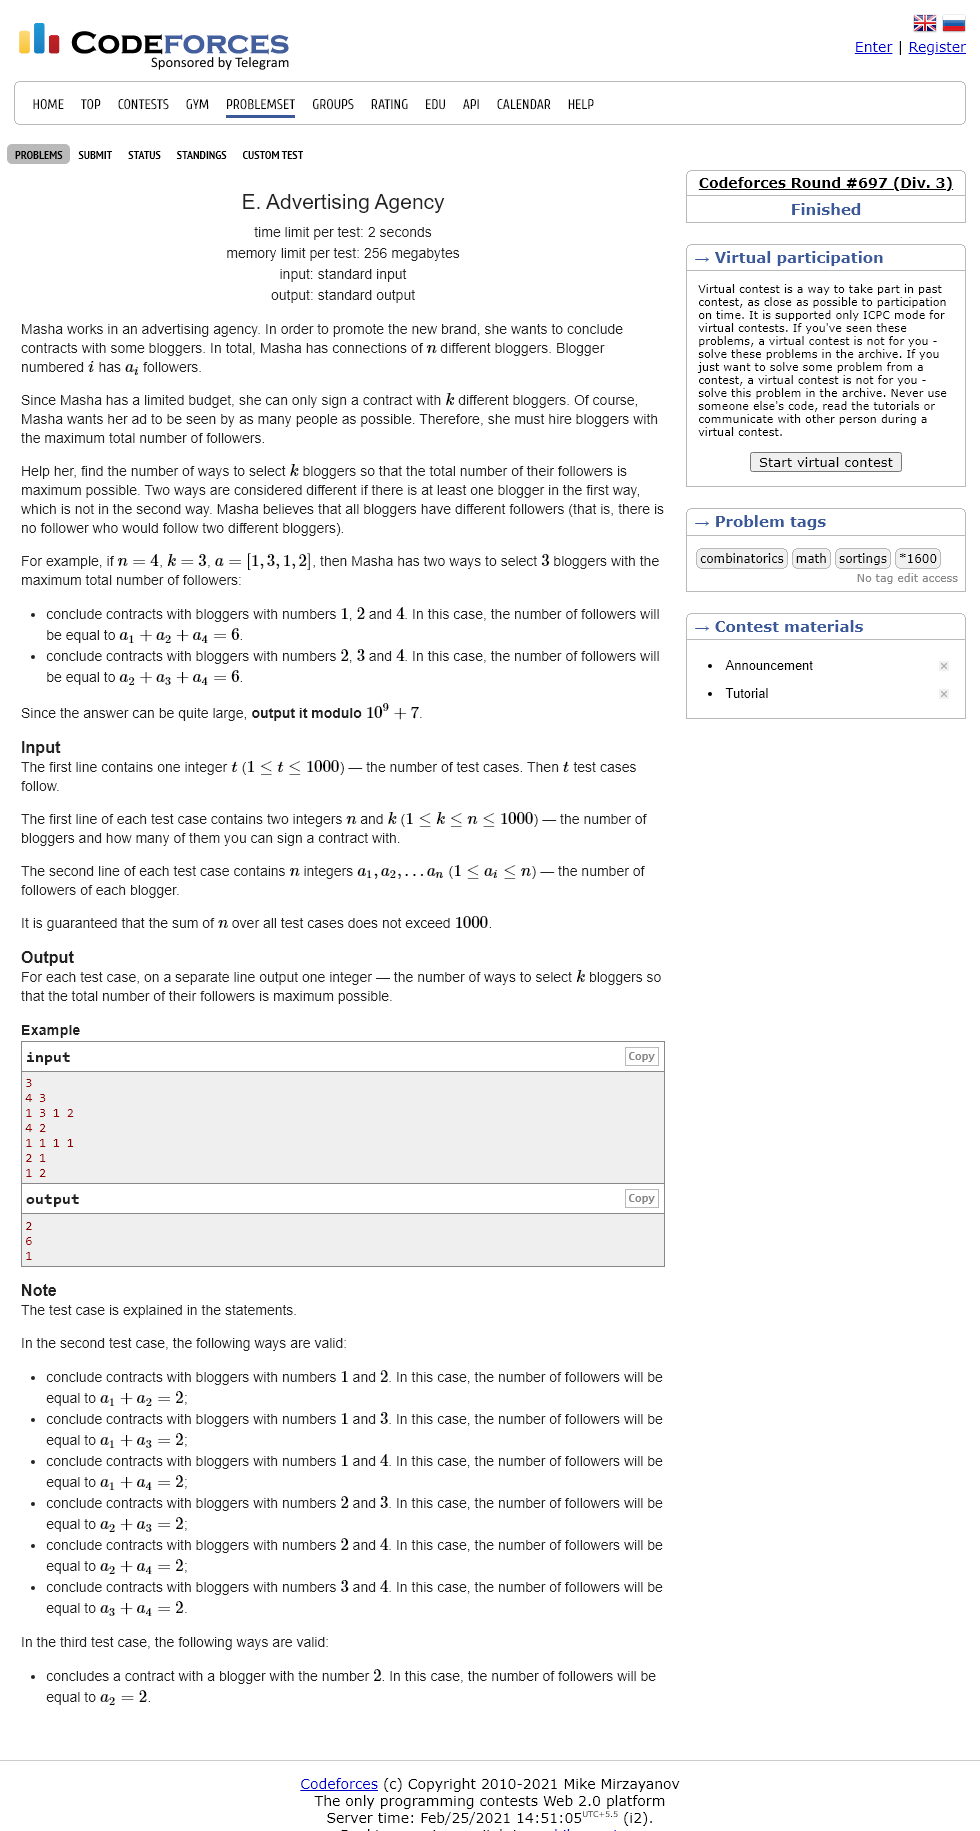 CODEFORCES
Sponsored by Telegram
Enter | Register
HOME TOP CONTESTS GYM PROBLEMSET GROUPS RATING EDU API CALENDAR HELP
PROBLEMS SUBMIT STATUS STANDINGS CUSTOM TEST
E. Advertising Agency
time limit per test: 2 seconds
memory limit per test: 256 megabytes
input: standard input
output: standard output
Masha works in an advertising agency. In order to promote the new brand, she wants to conclude
contracts with some bloggers. In total, Masha has connections of n different bloggers. Blogger
numbered i has a_i followers.
Since Masha has a limited budget, she can only sign a contract with k different bloggers. Of course,
Masha wants her ad to be seen by as many people as possible. Therefore, she must hire bloggers with
the maximum total number of followers.
Help her, find the number of ways to select k bloggers so that the total number of their followers is
maximum possible. Two ways are considered different if there is at least one blogger in the first way,
which is not in the second way. Masha believes that all bloggers have different followers (that is, there is
no follower who would follow two different bloggers).
For example, if n = 4, k = 3, a = [1, 3, 1, 2], then Masha has two ways to select 3 bloggers with the
maximum total number of followers:
• conclude contracts with bloggers with numbers 1, 2 and 4. In this case, the number of followers will
be equal to a₁ + a₂ + a₄ = 6.
• conclude contracts with bloggers with numbers 2, 3 and 4. In this case, the number of followers will
be equal to a₂ + a₃ + a₄ = 6.
Since the answer can be quite large, output it modulo 10⁹ + 7.
Input
The first line contains one integer t (1 ≤ t ≤ 1000) — the number of test cases. Then t test cases
follow.
The first line of each test case contains two integers n and k (1 ≤ k ≤ n ≤ 1000) — the number of
bloggers and how many of them you can sign a contract with.
The second line of each test case contains n integers a₁, a₂, … aₙ (1 ≤ a_i ≤ n) — the number of
followers of each blogger.
It is guaranteed that the sum of n over all test cases does not exceed 1000.
Output
For each test case, on a separate line output one integer — the number of ways to select k bloggers so
that the total number of their followers is maximum possible.
Example
input Copy
3
4 3
1 3 1 2
4 2
1 1 1 1
2 1
1 2
output Copy
2
6
1
Note
The test case is explained in the statements.
In the second test case, the following ways are valid:
• conclude contracts with bloggers with numbers 1 and 2. In this case, the number of followers will be
equal to a₁ + a₂ = 2;
• conclude contracts with bloggers with numbers 1 and 3. In this case, the number of followers will be
equal to a₁ + a₃ = 2;
• conclude contracts with bloggers with numbers 1 and 4. In this case, the number of followers will be
equal to a₁ + a₄ = 2;
• conclude contracts with bloggers with numbers 2 and 3. In this case, the number of followers will be
equal to a₂ + a₃ = 2;
• conclude contracts with bloggers with numbers 2 and 4. In this case, the number of followers will be
equal to a₂ + a₄ = 2;
• conclude contracts with bloggers with numbers 3 and 4. In this case, the number of followers will be
equal to a₃ + a₄ = 2.
In the third test case, the following ways are valid:
• concludes a contract with a blogger with the number 2. In this case, the number of followers will be
equal to a₂ = 2.
Codeforces Round #697 (Div. 3)
Finished
→ Virtual participation
Virtual contest is a way to take part in past
contest, as close as possible to participation
on time. It is supported only ICPC mode for
virtual contests. If you've seen these
problems, a virtual contest is not for you -
solve these problems in the archive. If you
just want to solve some problem from a
contest, a virtual contest is not for you -
solve this problem in the archive. Never use
someone else's code, read the tutorials or
communicate with other person during a
virtual contest.
Start virtual contest
→ Problem tags
combinatorics math sortings *1600
No tag edit access
→ Contest materials
• Announcement
• Tutorial
Codeforces (c) Copyright 2010-2021 Mike Mirzayanov
The only programming contests Web 2.0 platform
Server time: Feb/25/2021 14:51:05 UTC+5.5 (i2).